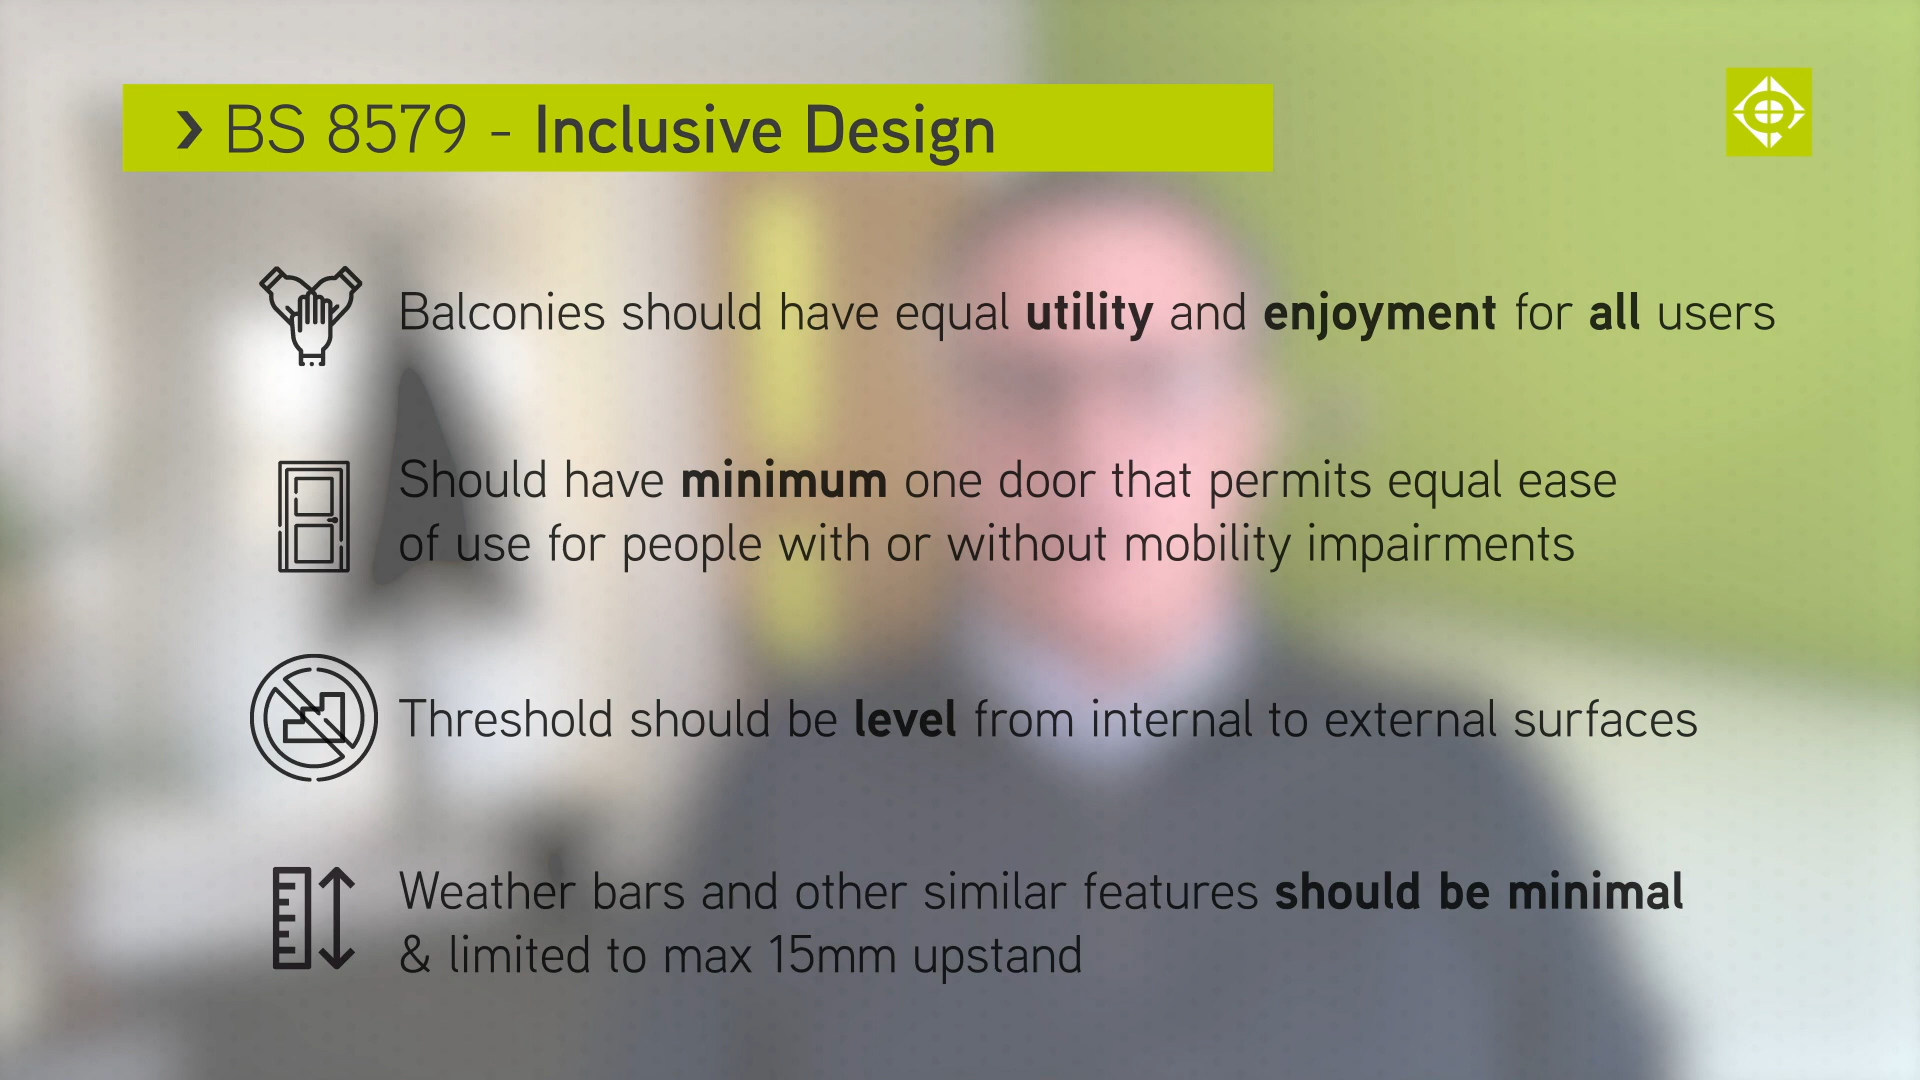 BS 8579 - Inclusive Design
Balconies should have equal utility and enjoyment for all users
Should have minimum one door that permits equal ease
of use for people with or without mobility impairments
Threshold should be level from internal to external surfaces
Weather bars and other similar features should be minimal
& limited to max 15mm upstand